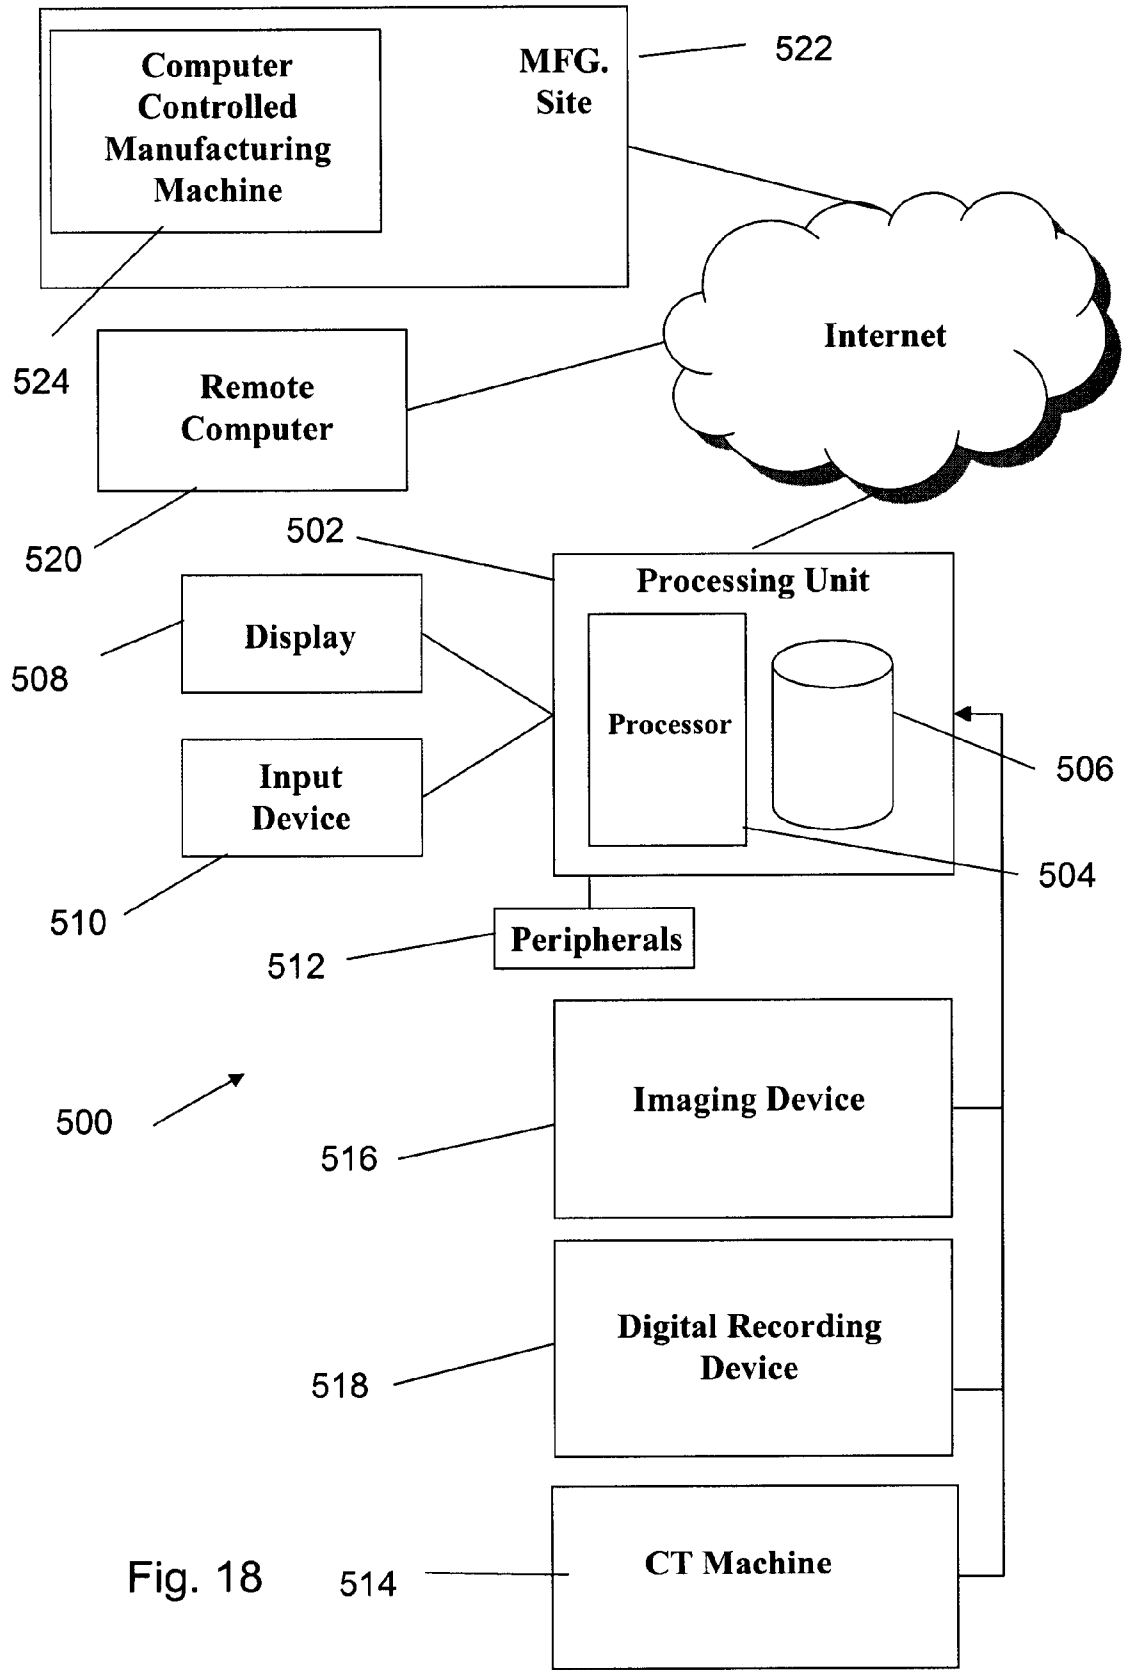 Computer
Controlled
Manufacturing
Machine
MFG.
Site
522
Internet
524
Remote
Computer
520
502
Processing Unit
Display
508
Processor
506
Input
Device
504
510
Peripherals
512
Imaging Device
500
516
Digital Recording
Device
518
CT Machine
Fig. 18
514